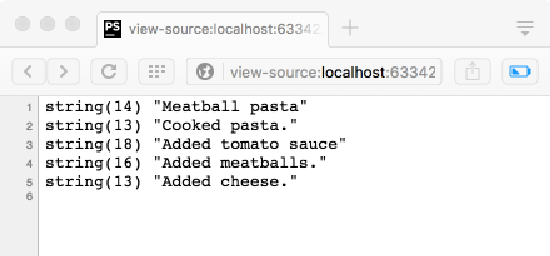 PS view-source:localhost:63342
view-source:localhost:63342
1 string(14) "Meatball pasta"
2 string(13) "Cooked pasta."
3 string(18) "Added tomato sauce"
4 string(16) "Added meatballs."
5 string(13) "Added cheese."
6